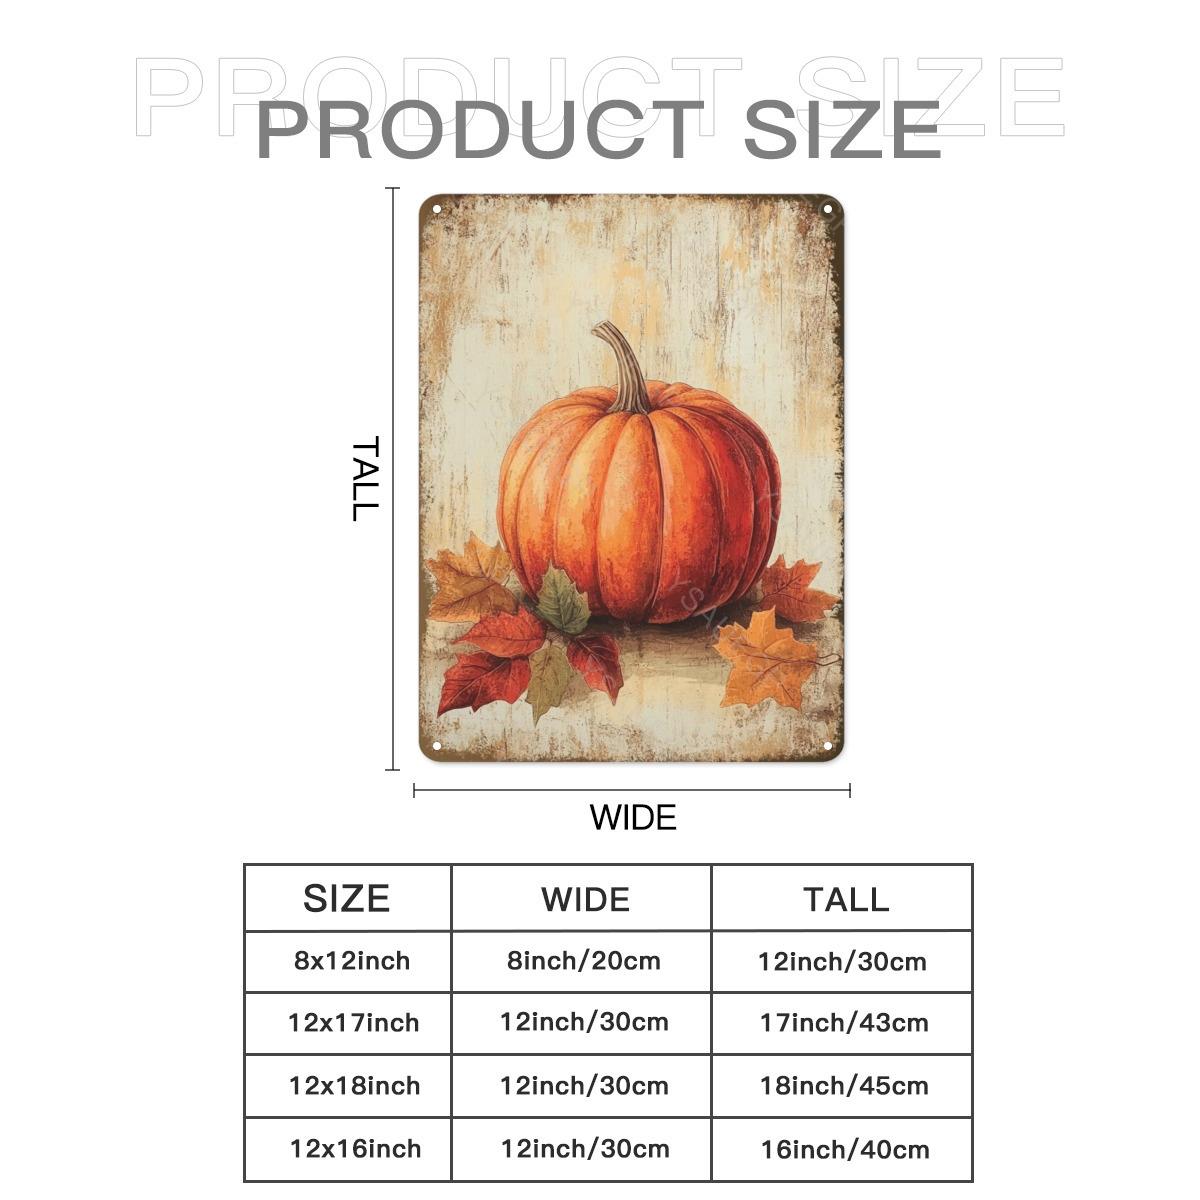 PRODUCT SIZE
PRODUCT SIZE
TALL
WIDE
SIZE WIDE TALL
8x12inch 8inch/20cm 12inch/30cm
12x17inch 12inch/30cm 17inch/43cm
12x18inch 12inch/30cm 18inch/45cm
12x16inch 12inch/30cm 16inch/40cm